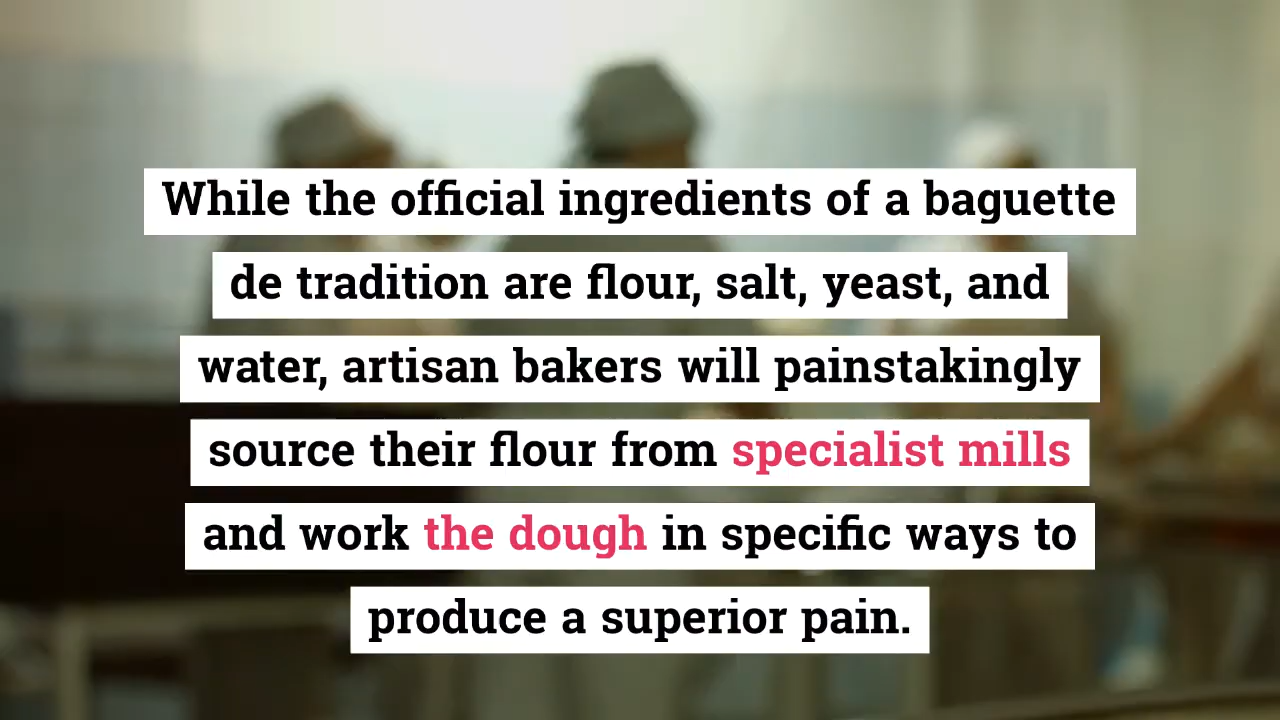 While the official ingredients of a baguette
de tradition are flour, salt, yeast, and
water, artisan bakers will painstakingly
source their flour from specialist mills
and work the dough in specific ways to
produce a superior pain.